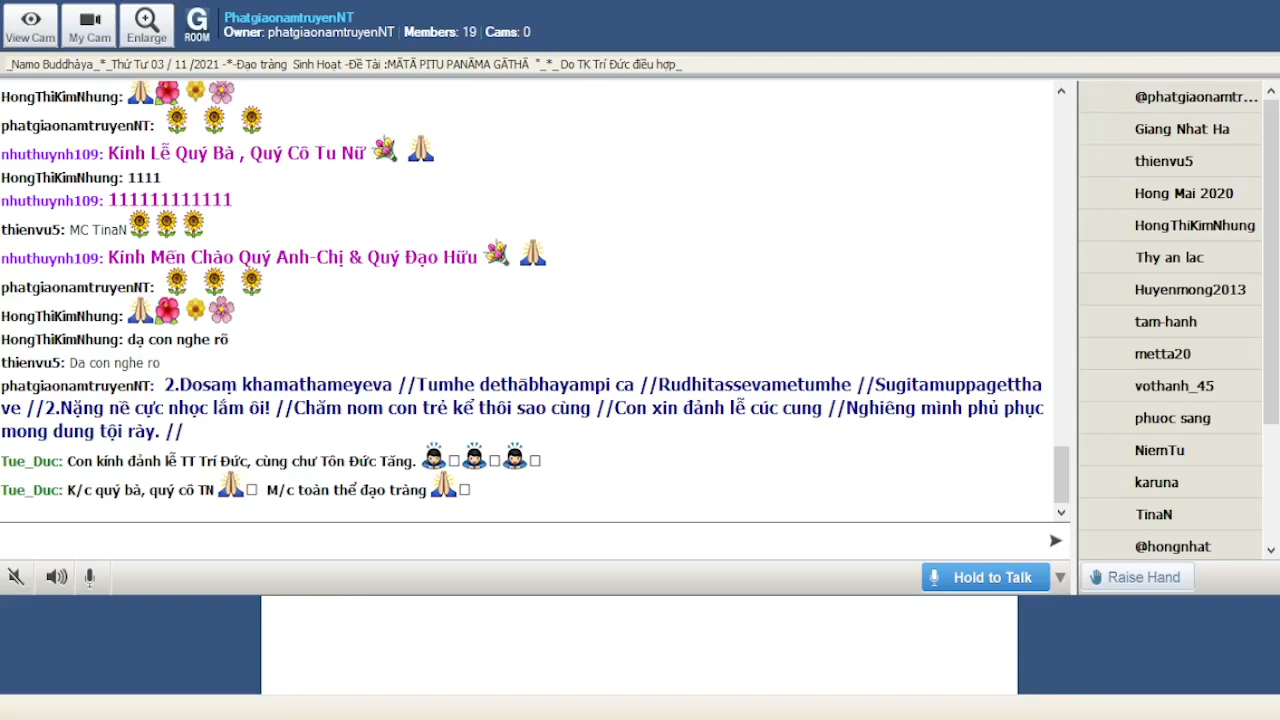 View Cam
My Cam
Enlarge
G
ROOM
PhatgiaonamtruyenNT
Owner: phatgiaonamtruyenNT | Members: 19 | Cams: 0
_Namo Buddhàya_*_Thứ Tư 03 / 11 /2021 -*-Đạo tràng Sinh Hoạt -Đề Tài :MĀTĀ PITU PANĀMA GĀTHĀ "_*_ Do TK Trí Đức điều hợp_
HongThiKimNhung:
phatgiaonamtruyenNT:
nhuthuynh109: Kính Lễ Quý Bà , Quý Cô Tu Nữ
HongThiKimNhung: 1111
nhuthuynh109: 111111111111
thienvu5: MC TinaN
nhuthuynh109: Kính Mến Chào Quý Anh-Chị & Quý Đạo Hữu
phatgiaonamtruyenNT:
HongThiKimNhung:
HongThiKimNhung: dạ con nghe rõ
thienvu5: Da con nghe ro
phatgiaonamtruyenNT: 2.Dosaṃ khamathameyeva //Tumhe dethābhayampi ca //Rudhitassevametumhe //Sugitamuppagettha
ve //2.Nặng nề cực nhọc lắm ôi! //Chăm nom con trẻ kể thôi sao cùng //Con xin đảnh lễ cúc cung //Nghiêng mình phủ phục
mong dung tội rày. //
Tue_Duc: Con kính đảnh lễ TT Trí Đức, cùng chư Tôn Đức Tăng.
Tue_Duc: K/c quý bà, quý cô TN M/c toàn thể đạo tràng
Hold to Talk
@phatgiaonamtr...
Giang Nhat Ha
thienvu5
Hong Mai 2020
HongThiKimNhung
Thy an lac
Huyenmong2013
tam-hanh
metta20
vothanh_45
phuoc sang
NiemTu
karuna
TinaN
@hongnhat
Raise Hand